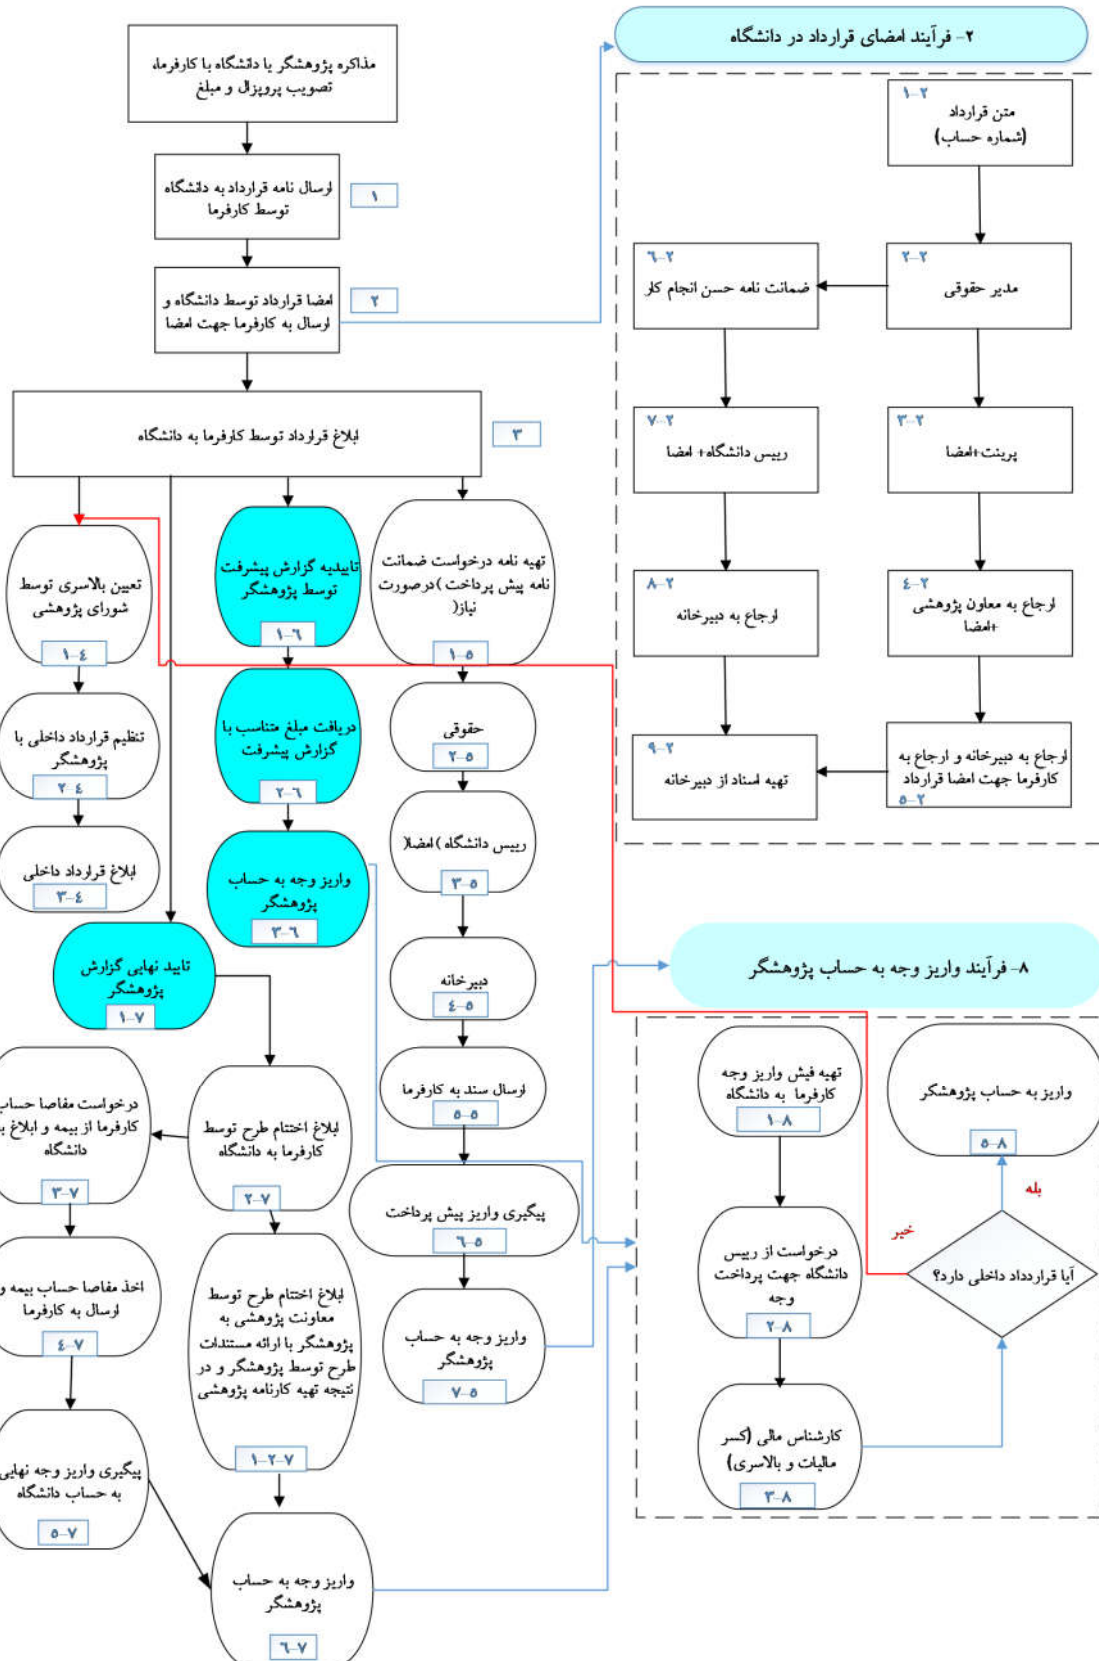 ۲- فرآیند امضای قرارداد در دانشگاه
مذاکره پژوهشگر یا دانشگاه با کارفرما،
تصویب پروپزال و مبلغ
ارسال نامه قرارداد به دانشگاه
توسط کارفرما
۱
امضا قرارداد توسط دانشگاه و
ارسال به کارفرما جهت امضا
۲
ابلاغ قرارداد توسط کارفرما به دانشگاه
۳
۱-۲
متن قرارداد
(شماره حساب)
۲-۲
مدیر حقوقی
۳-۲
پرینت+امضا
۴-۲
ارجاع به معاون پژوهشی
+امضا
ارجاع به دبیرخانه و ارجاع به
کارفرما جهت امضا قرارداد
۵-۲
۶-۲
ضمانت نامه حسن انجام کار
۷-۲
رییس دانشگاه+ امضا
۸-۲
ارجاع به دبیرخانه
۹-۲
تهیه اسناد از دبیرخانه
تهیه نامه درخواست ضمانت
نامه پیش پرداخت )درصورت
نیاز(
۱-۵
حقوقی
۲-۵
رییس دانشگاه )امضا(
۳-۵
دبیرخانه
۴-۵
ارسال سند به کارفرما
۵-۵
پیگیری واریز پیش پرداخت
۶-۵
واریز وجه به حساب
پژوهشگر
۷-۵
تاییدیه گزارش پیشرفت
توسط پژوهشگر
۱-۶
دریافت مبلغ متناسب با
گزارش پیشرفت
۲-۶
واریز وجه به حساب
پژوهشگر
۳-۶
تعیین بالاسری توسط
شورای پژوهشی
۱-۴
تنظیم قرارداد داخلی با
پژوهشگر
۲-۴
ابلاغ قرارداد داخلی
۳-۴
تایید نهایی گزارش
پژوهشگر
۱-۷
ابلاغ اختتام طرح توسط
کارفرما به دانشگاه
۲-۷
درخواست مفاصا حساب
کارفرما از بیمه و ابلاغ ب
دانشگاه
۳-۷
اخذ مفاصا حساب بیمه و
ارسال به کارفرما
۴-۷
پیگیری واریز وجه نهایی
به حساب دانشگاه
۵-۷
ابلاغ اختتام طرح توسط
معاونت پژوهشی به
پژوهشگر با ارائه مستندات
طرح توسط پژوهشگر و در
نتیجه تهیه کارنامه پژوهشی
۱-۲-۷
واریز وجه به حساب
پژوهشگر
۶-۷
۸- فرآیند واریز وجه به حساب پژوهشگر
تهیه فیش واریز وجه
کارفرما به دانشگاه
۱-۸
درخواست از رییس
دانشگاه جهت پرداخت
وجه
۲-۸
کارشناس مالی (کسر
مالیات و بالاسری)
۳-۸
آیا قراردداد داخلی دارد؟
خیر
بله
واریز به حساب پژوهشگر
۵-۸